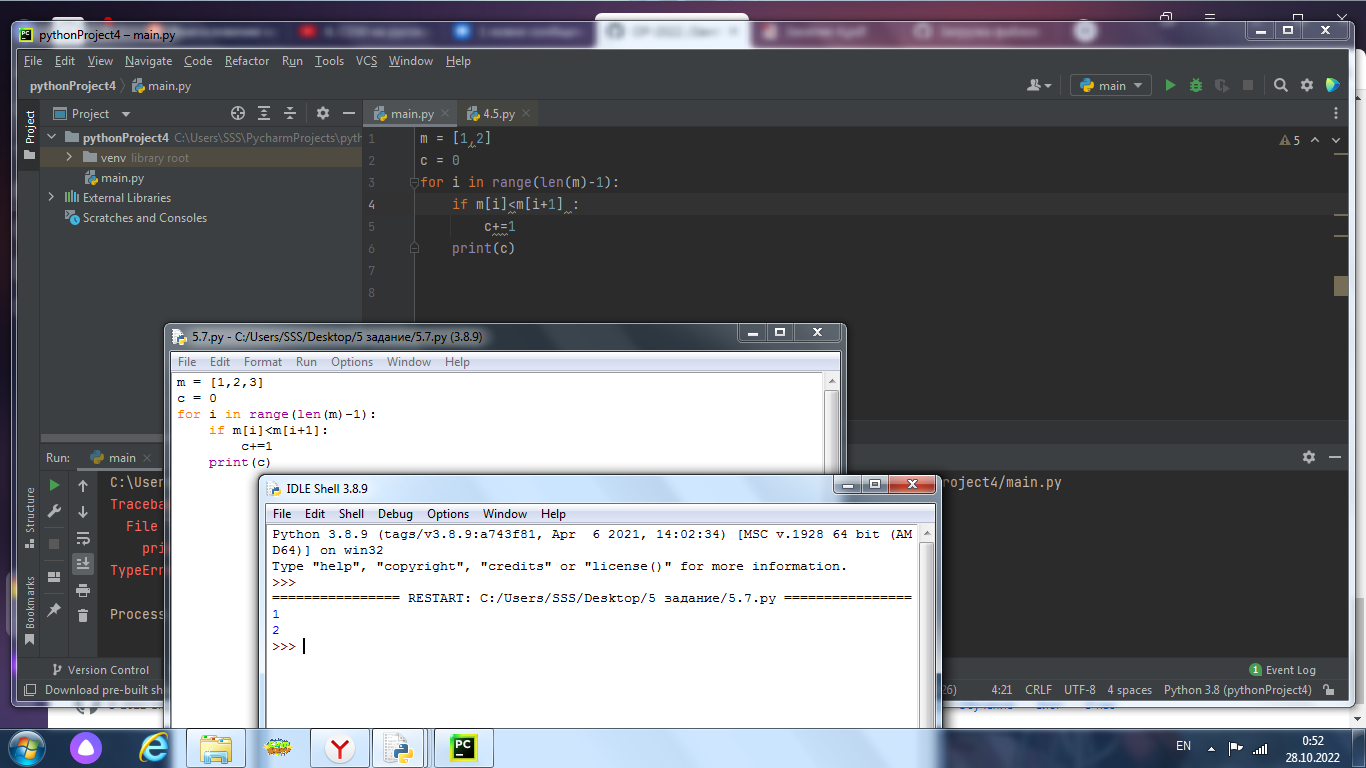 pythonProject4 – main.py
File Edit View Navigate Code Refactor Run Tools VCS Window Help
pythonProject4 main.py
main
Project
Project
main.py
4.5.py
pythonProject4 C:\Users\SSS\PycharmProjects\pyth
venv library root
main.py
External Libraries
Scratches and Consoles
1 m = [1,2]
2 c = 0
3 for i in range(len(m)-1):
4 if m[i]<m[i+1] :
5 c+=1
6 print(c)
7
8
5
5.7.py - C:/Users/SSS/Desktop/5 задание/5.7.py (3.8.9)
File Edit Format Run Options Window Help
m = [1,2,3]
c = 0
for i in range(len(m)-1):
if m[i]<m[i+1]:
c+=1
print(c)
Run: main
C:\User
roject4/main.py
Traceba
File
pri
TypeErr
Process
Structure
Bookmarks
IDLE Shell 3.8.9
File Edit Shell Debug Options Window Help
Python 3.8.9 (tags/v3.8.9:a743f81, Apr 6 2021, 14:02:34) [MSC v.1928 64 bit (AM
D64)] on win32
Type "help", "copyright", "credits" or "license()" for more information.
>>>
================ RESTART: C:/Users/SSS/Desktop/5 задание/5.7.py ================
1
2
>>>
Version Control
1 Event Log
Download pre-built sh
26) 4:21 CRLF UTF-8 4 spaces Python 3.8 (pythonProject4)
EN
0:52
28.10.2022